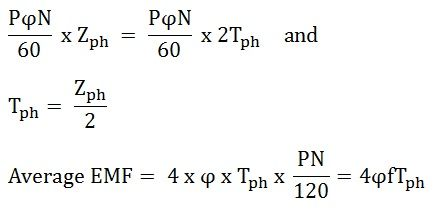 PφN/60 x Z_ph = PφN/60 x 2T_ph and
T_ph = Z_ph/2
Average EMF = 4 x φ x T_ph x PN/120 = 4φfT_ph